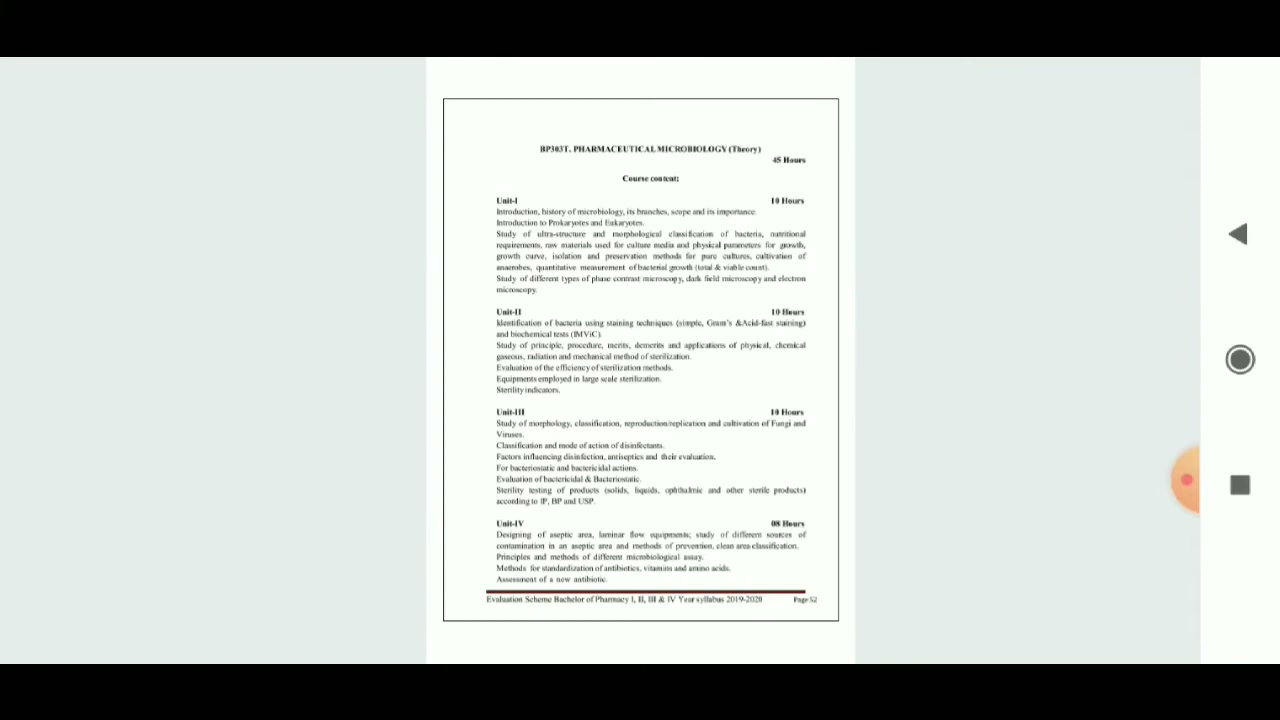 BP303T. PHARMACEUTICAL MICROBIOLOGY (Theory)
45 Hours
Course content:
Unit-I 10 Hours
Introduction, history of microbiology, its branches, scope and its importance.
Introduction to Prokaryotes and Eukaryotes.
Study of ultra-structure and morphological classification of bacteria, nutritional
requirements, raw materials used for culture media and physical parameters for growth,
growth curve, isolation and preservation methods for pure cultures, cultivation of
anaerobes, quantitative measurement of bacterial growth (total & viable count).
Study of different types of phase contrast microscopy, dark field microscopy and electron
microscopy.
Unit-II 10 Hours
Identification of bacteria using staining techniques (simple, Gram's &Acid-fast staining)
and biochemical tests (IMViC).
Study of principle, procedure, merits, demerits and applications of physical, chemical
gaseous, radiation and mechanical method of sterilization.
Evaluation of the efficiency of sterilization methods.
Equipments employed in large scale sterilization.
Sterility indicators.
Unit-III 10 Hours
Study of morphology, classification, reproduction/replication and cultivation of Fungi and
Viruses.
Classification and mode of action of disinfectants.
Factors influencing disinfection, antiseptics and their evaluation.
For bacteriostatic and bactericidal actions.
Evaluation of bactericidal & Bacteriostatic.
Sterility testing of products (solids, liquids, ophthalmic and other sterile products)
according to IP, BP and USP.
Unit-IV 08 Hours
Designing of aseptic area, laminar flow equipments; study of different sources of
contamination in an aseptic area and methods of prevention, clean area classification.
Principles and methods of different microbiological assay.
Methods for standardization of antibiotics, vitamins and amino acids.
Assessment of a new antibiotic.
Evaluation Scheme Bachelor of Pharmacy I, II, III & IV Year syllabus 2019-2020 Page 52